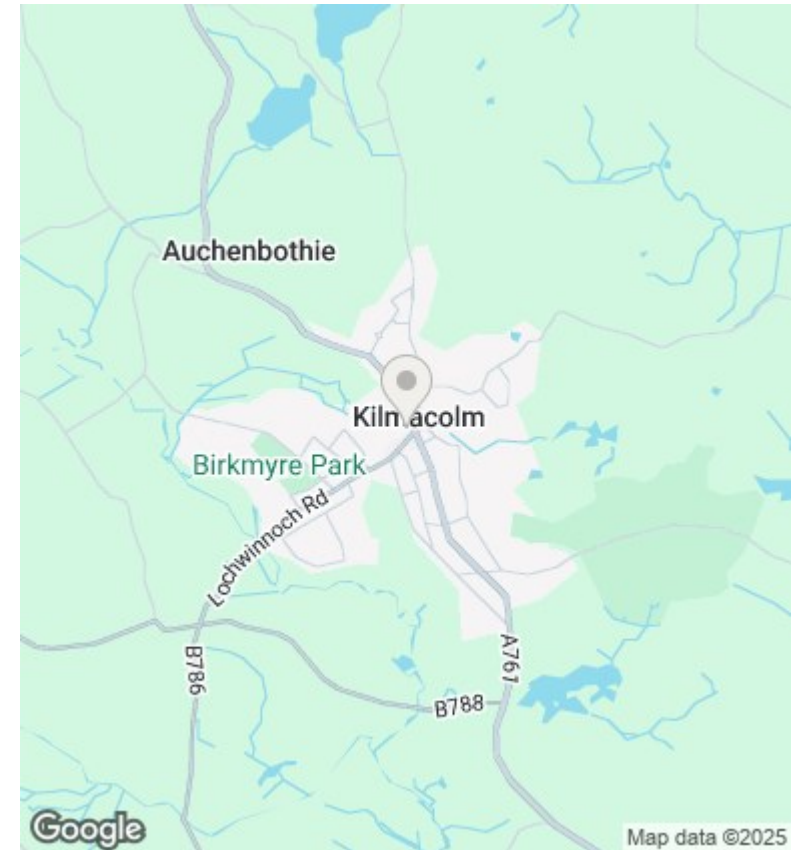 Auchenbothie
Kilmacolm
Birkmyre Park
Lochwinnoch Rd
B786
A761
B788
Google
Map data ©2025